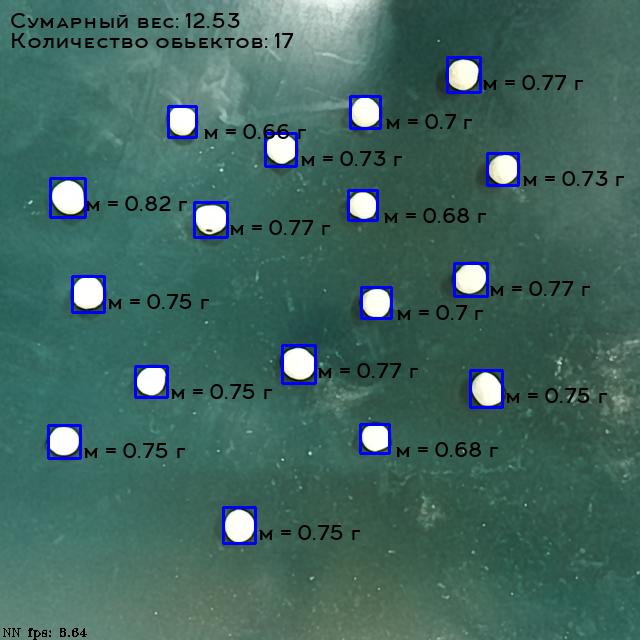 Сумарный вес: 12.53
Количество обьектов: 17
м = 0.77 г
м = 0.7 г
м = 0.66 г
м = 0.73 г
м = 0.73 г
м = 0.82 г
м = 0.68 г
м = 0.77 г
м = 0.77 г
м = 0.75 г
м = 0.7 г
м = 0.77 г
м = 0.75 г
м = 0.75 г
м = 0.75 г
м = 0.68 г
м = 0.75 г
NN fps: 8.64